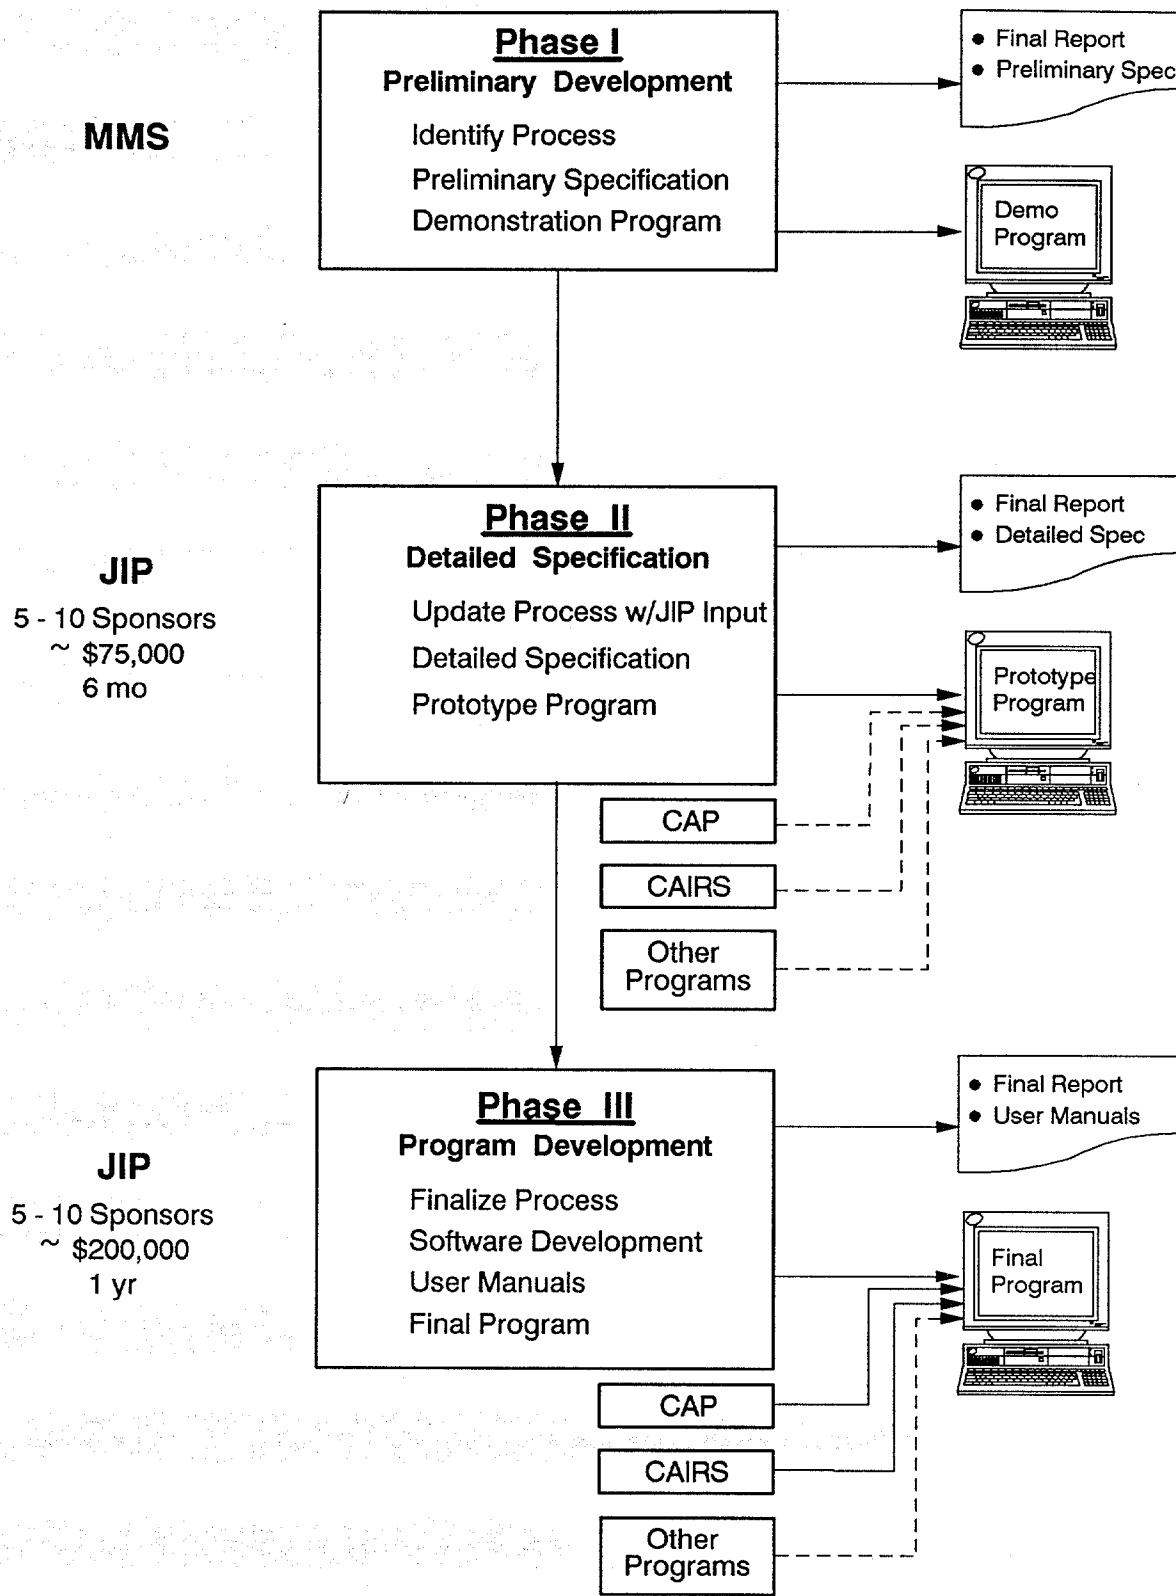 Phase I
Preliminary Development
Identify Process
Preliminary Specification
Demonstration Program
MMS
● Final Report
● Preliminary Spec
Demo
Program
Phase II
Detailed Specification
Update Process w/JIP Input
Detailed Specification
Prototype Program
JIP
5 - 10 Sponsors
~ $75,000
6 mo
● Final Report
● Detailed Spec
Prototype
Program
CAP
CAIRS
Other
Programs
Phase III
Program Development
Finalize Process
Software Development
User Manuals
Final Program
JIP
5 - 10 Sponsors
~ $200,000
1 yr
● Final Report
● User Manuals
Final
Program
CAP
CAIRS
Other
Programs